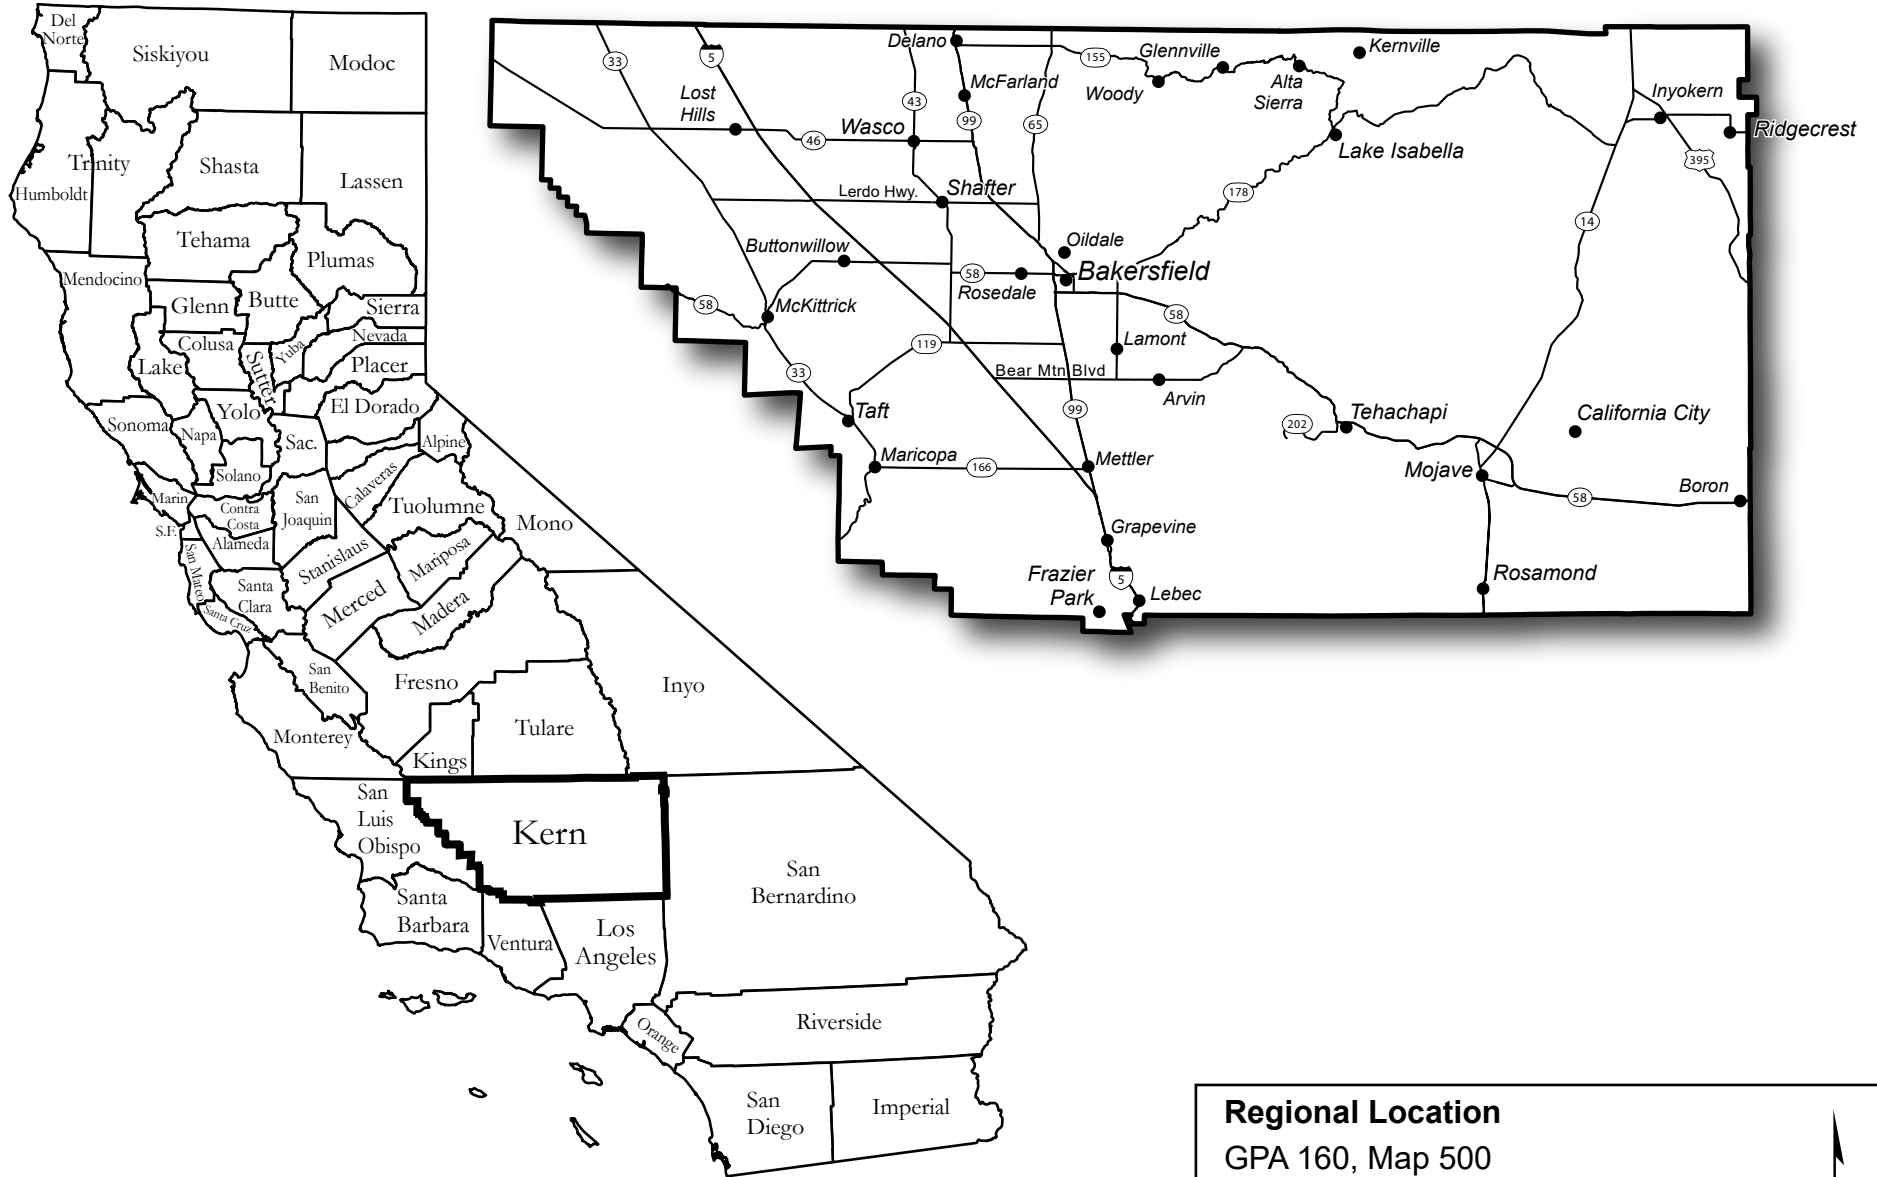 Del
Norte
Siskiyou
Modoc
Trinity
Humboldt
Shasta
Lassen
Tehama
Plumas
Mendocino
Glenn
Butte
Sierra
Colusa
Nevada
Yuba
Lake
Sutter
Placer
Yolo
El Dorado
Sonoma
Napa
Sac.
Alpine
Solano
Calaveras
Marin
San
Joaquin
Tuolumne
Contra
Costa
Mono
S.F.
Alameda
Stanislaus
Mariposa
San Mateo
Santa
Clara
Merced
Madera
Santa Cruz
San
Benito
Fresno
Inyo
Monterey
Tulare
Kings
San
Luis
Obispo
Kern
San
Bernardino
Santa
Barbara
Ventura
Los
Angeles
Orange
Riverside
San
Diego
Imperial
33
5
Delano
155
Glennville
Kernville
Lost
Hills
McFarland
Woody
Alta
Sierra
Inyokern
43
99
65
Wasco
46
Ridgecrest
Lake Isabella
395
Lerdo Hwy.
Shafter
178
14
Buttonwillow
Oildale
58
Bakersfield
Rosedale
58
McKittrick
58
119
Lamont
33
Bear Mtn Blvd
Arvin
Taft
99
202
Tehachapi
California City
Maricopa
166
Mettler
Mojave
58
Boron
Grapevine
Frazier
Park
5
Lebec
Rosamond
Regional Location
GPA 160, Map 500